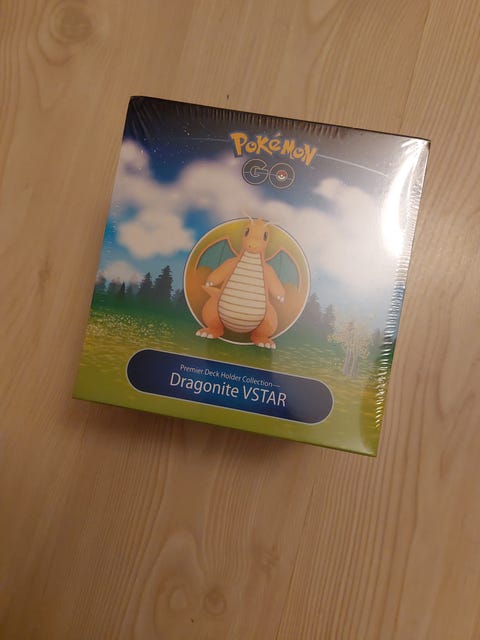 POKÉMON
GO
Premier Deck Holder Collection—
Dragonite VSTAR